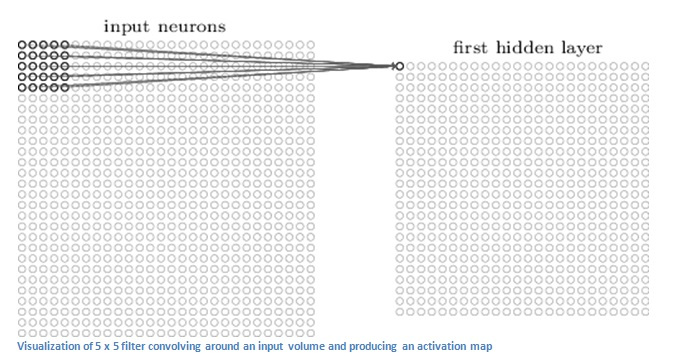 input neurons
first hidden layer
Visualization of 5 x 5 filter convolving around an input volume and producing an activation map